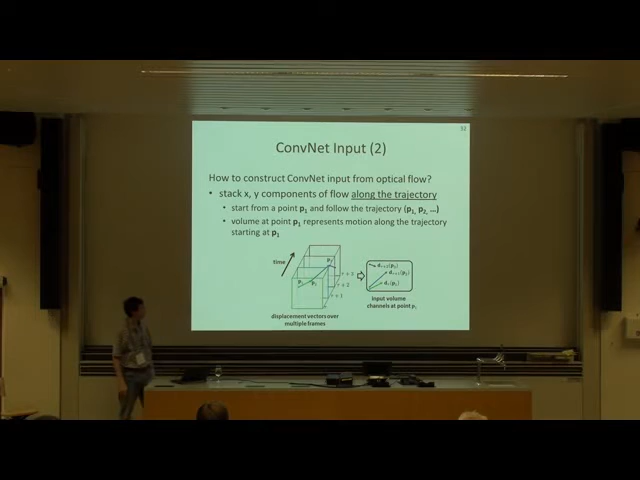 ConvNet Input (2)
How to construct ConvNet input from optical flow?
• stack x, y components of flow along the trajectory
• start from a point p₁ and follow the trajectory (p₁, p₂, ...)
• volume at point p₁ represents motion along the trajectory
starting at p₁
time
displacement vectors over
multiple frames
Input volume
channels at point p₁